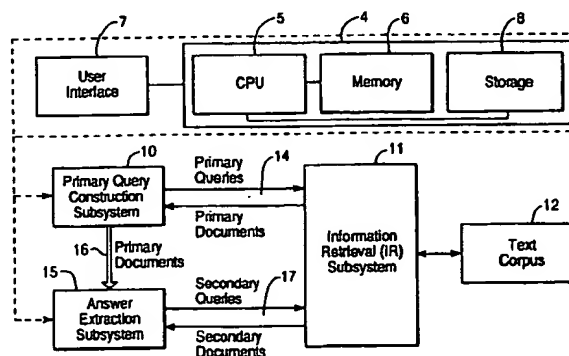 7
5
4
6
8
User
Interface
CPU
Memory
Storage
10
14
11
Primary Query
Construction
Subsystem
Primary
Queries
Primary
Documents
12
16
Primary
Documents
Information
Retrieval (IR)
Subsystem
Text
Corpus
15
17
Answer
Extraction
Subsystem
Secondary
Queries
Secondary
Documents